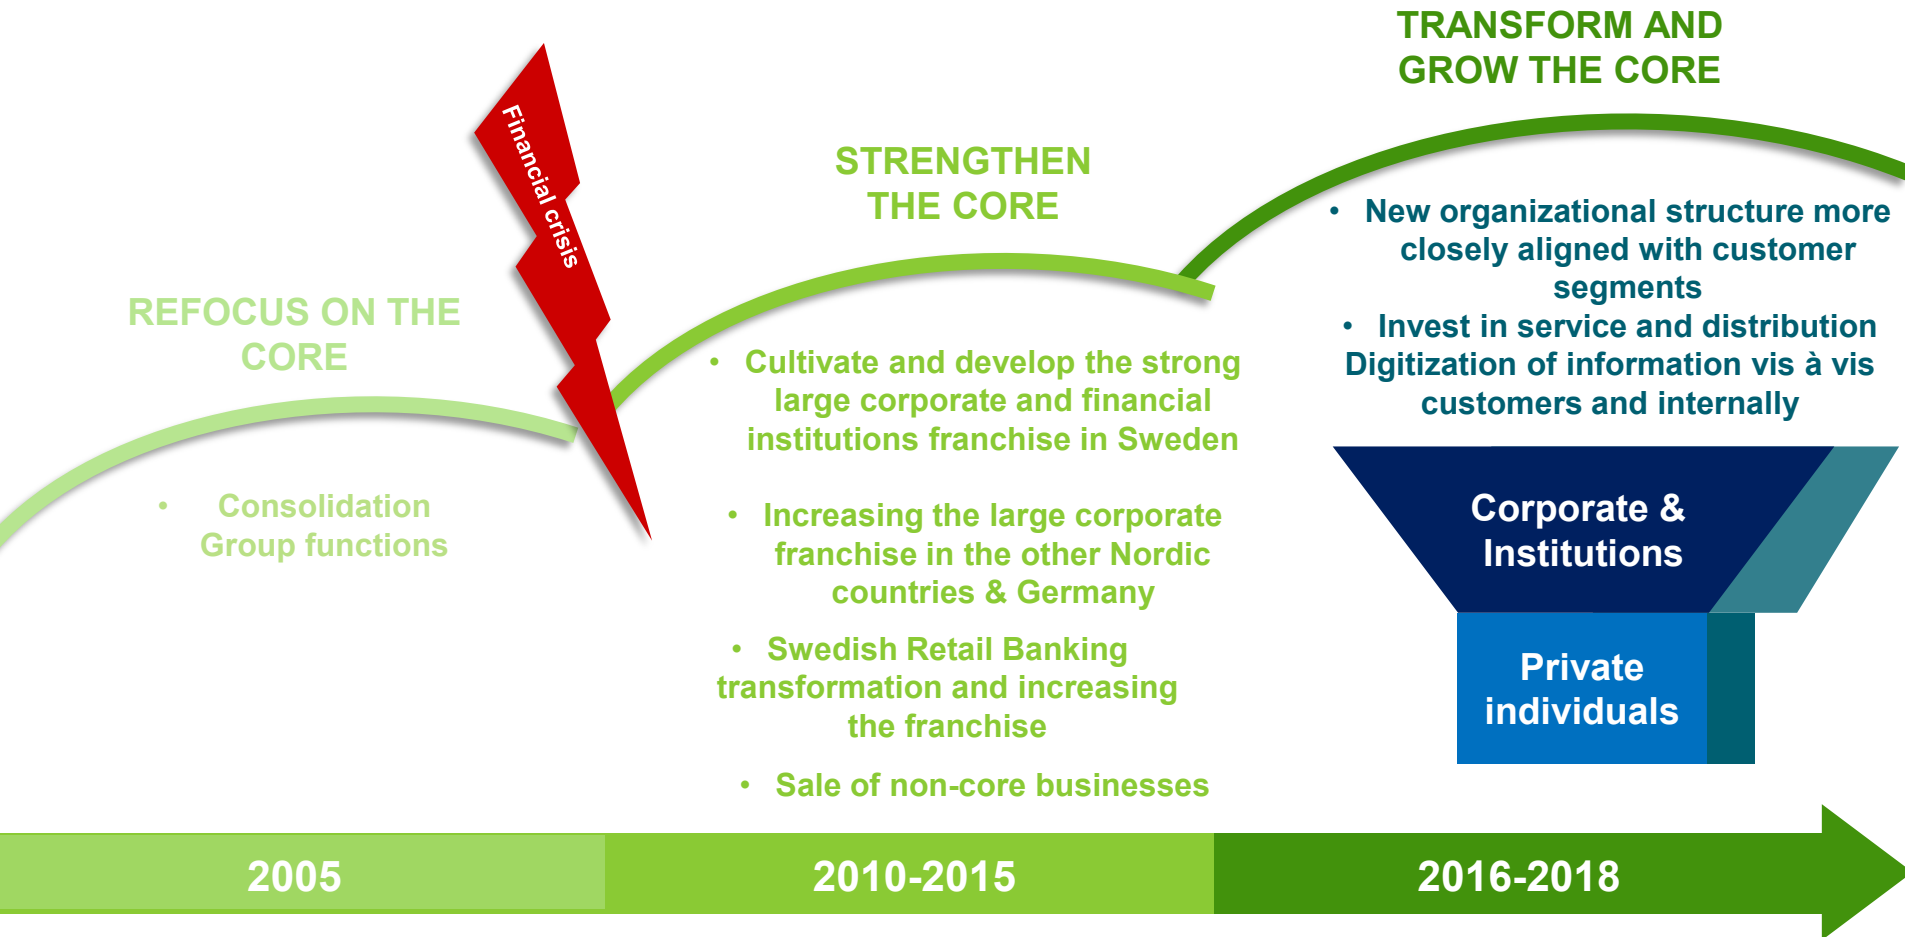 REFOCUS ON THE
CORE
• Consolidation
Group functions
Financial crisis
STRENGTHEN
THE CORE
• Cultivate and develop the strong
large corporate and financial
institutions franchise in Sweden
• Increasing the large corporate
franchise in the other Nordic
countries & Germany
• Swedish Retail Banking
transformation and increasing
the franchise
• Sale of non-core businesses
TRANSFORM AND
GROW THE CORE
• New organizational structure more
closely aligned with customer
segments
• Invest in service and distribution
Digitization of information vis à vis
customers and internally
Corporate &
Institutions
Private
individuals
2005
2010-2015
2016-2018